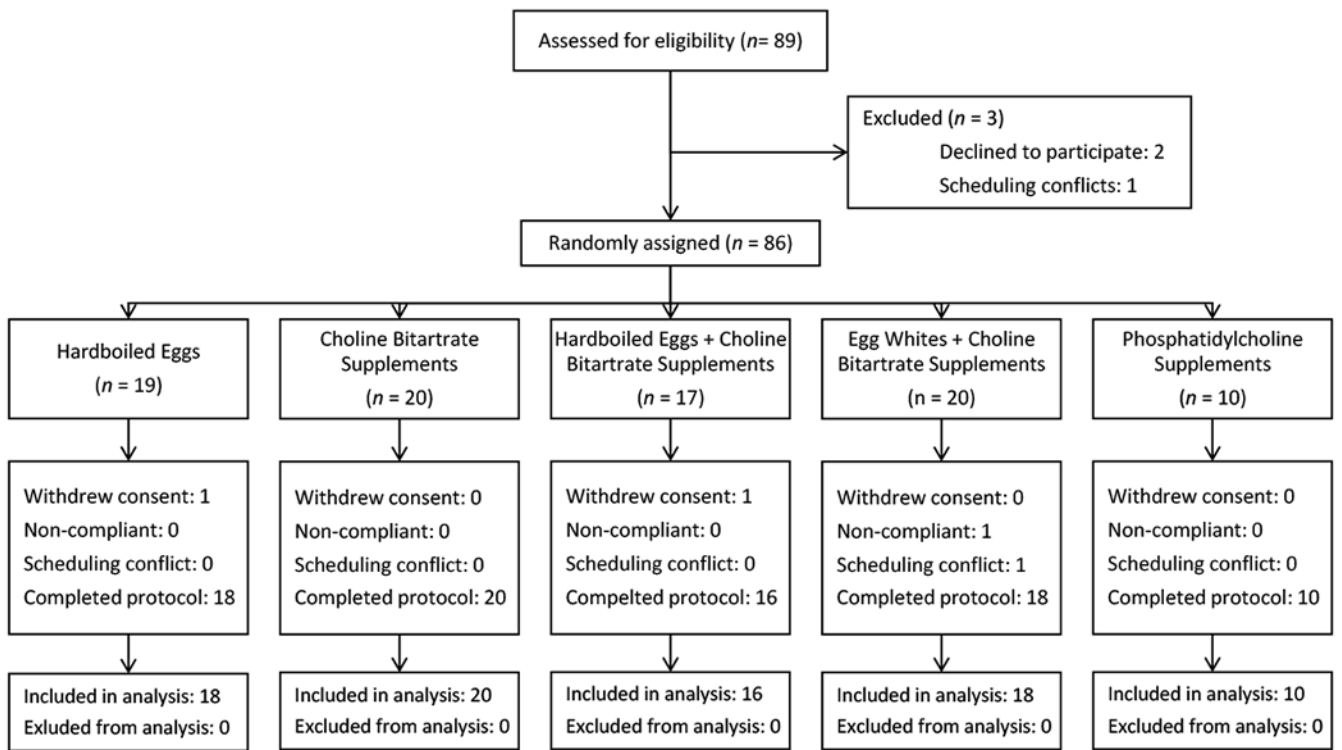 Assessed for eligibility (n= 89)
Excluded (n = 3)
Declined to participate: 2
Scheduling conflicts: 1
Randomly assigned (n = 86)
Hardboiled Eggs
(n = 19)
Choline Bitartrate
Supplements
(n = 20)
Hardboiled Eggs + Choline
Bitartrate Supplements
(n = 17)
Egg Whites + Choline
Bitartrate Supplements
(n = 20)
Phosphatidylcholine
Supplements
(n = 10)
Withdrew consent: 1
Non-compliant: 0
Scheduling conflict: 0
Completed protocol: 18
Withdrew consent: 0
Non-compliant: 0
Scheduling conflict: 0
Completed protocol: 20
Withdrew consent: 1
Non-compliant: 0
Scheduling conflict: 0
Compelted protocol: 16
Withdrew consent: 0
Non-compliant: 1
Scheduling conflict: 1
Completed protocol: 18
Withdrew consent: 0
Non-compliant: 0
Scheduling conflict: 0
Completed protocol: 10
Included in analysis: 18
Exluded from analysis: 0
Included in analysis: 20
Excluded from analysis: 0
Included in analysis: 16
Excluded from analysis: 0
Included in analysis: 18
Excluded from analysis: 0
Included in analysis: 10
Excluded from analysis: 0